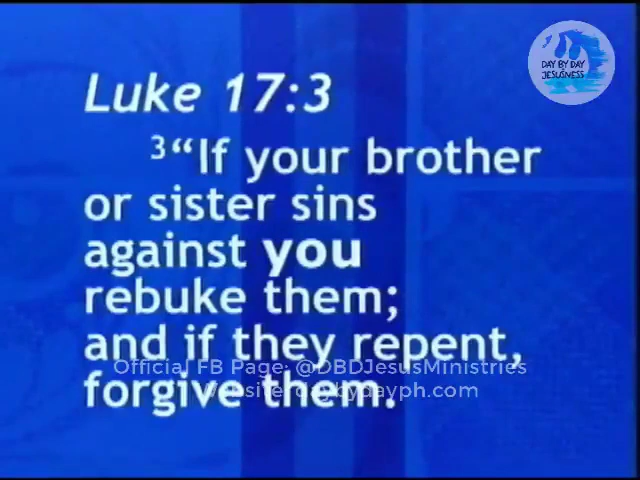 DAY BY DAY
JESUSNESS
Luke 17:3
3“If your brother
or sister sins
against you
rebuke them;
and if they repent,
Official FB Page: @DBDJesusMinistries
forgive them.
Website: daybydayph.com